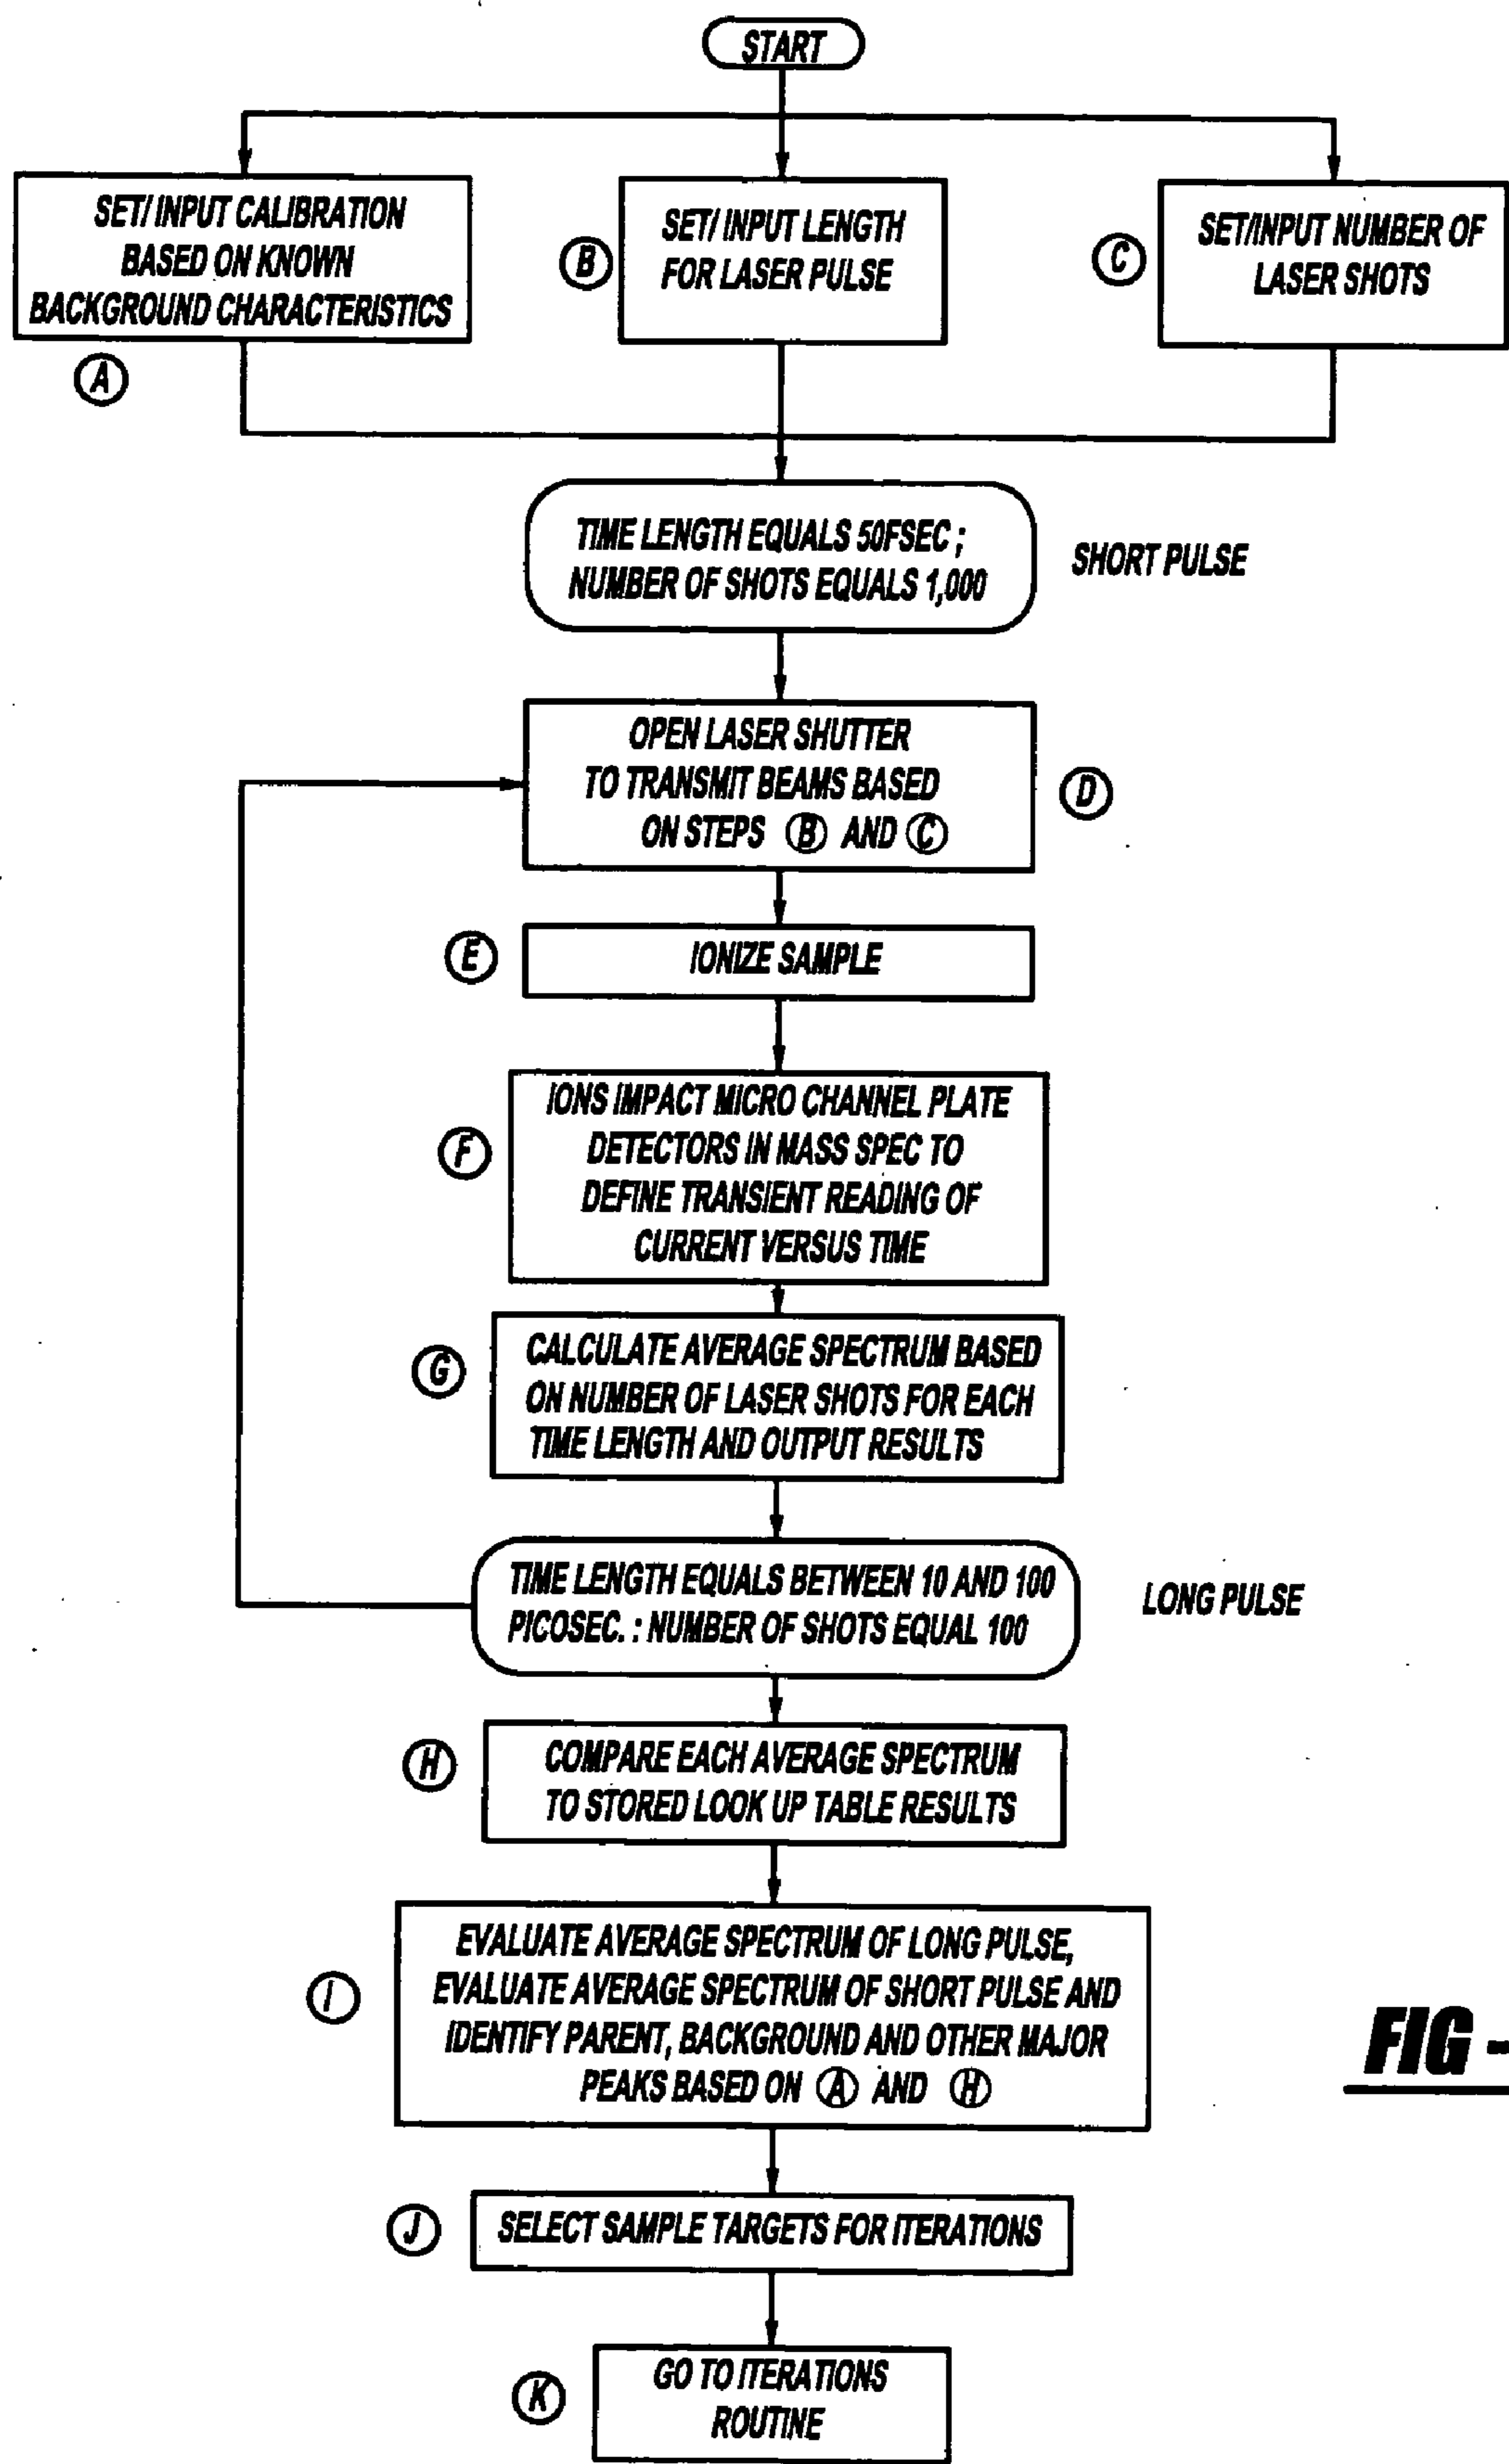 START
SET/ INPUT CALIBRATION
BASED ON KNOWN
BACKGROUND CHARACTERISTICS
A
B
SET/ INPUT LENGTH
FOR LASER PULSE
C
SET/INPUT NUMBER OF
LASER SHOTS
TIME LENGTH EQUALS 50FSEC ;
NUMBER OF SHOTS EQUALS 1,000
SHORT PULSE
OPEN LASER SHUTTER
TO TRANSMIT BEAMS BASED
ON STEPS B AND C
D
E
IONIZE SAMPLE
F
IONS IMPACT MICRO CHANNEL PLATE
DETECTORS IN MASS SPEC TO
DEFINE TRANSIENT READING OF
CURRENT VERSUS TIME
G
CALCULATE AVERAGE SPECTRUM BASED
ON NUMBER OF LASER SHOTS FOR EACH
TIME LENGTH AND OUTPUT RESULTS
TIME LENGTH EQUALS BETWEEN 10 AND 100
PICOSEC. : NUMBER OF SHOTS EQUAL 100
LONG PULSE
H
COMPARE EACH AVERAGE SPECTRUM
TO STORED LOOK UP TABLE RESULTS
I
EVALUATE AVERAGE SPECTRUM OF LONG PULSE,
EVALUATE AVERAGE SPECTRUM OF SHORT PULSE AND
IDENTIFY PARENT, BACKGROUND AND OTHER MAJOR
PEAKS BASED ON A AND H
FIG -
J
SELECT SAMPLE TARGETS FOR ITERATIONS
K
GO TO ITERATIONS
ROUTINE